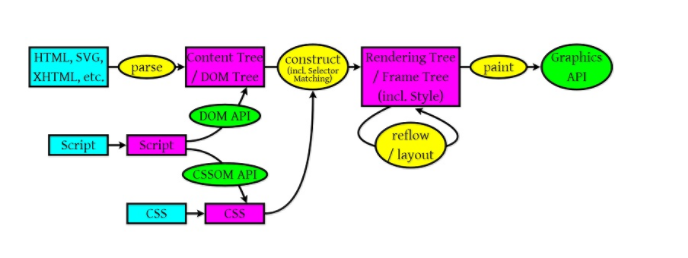 HTML, SVG,
XHTML, etc.
parse
Content Tree
/ DOM Tree
construct
(incl. Selector
Matching)
Rendering Tree
/ Frame Tree
(incl. Style)
paint
Graphics
API
DOM API
reflow
/ layout
Script
Script
CSSOM API
CSS
CSS